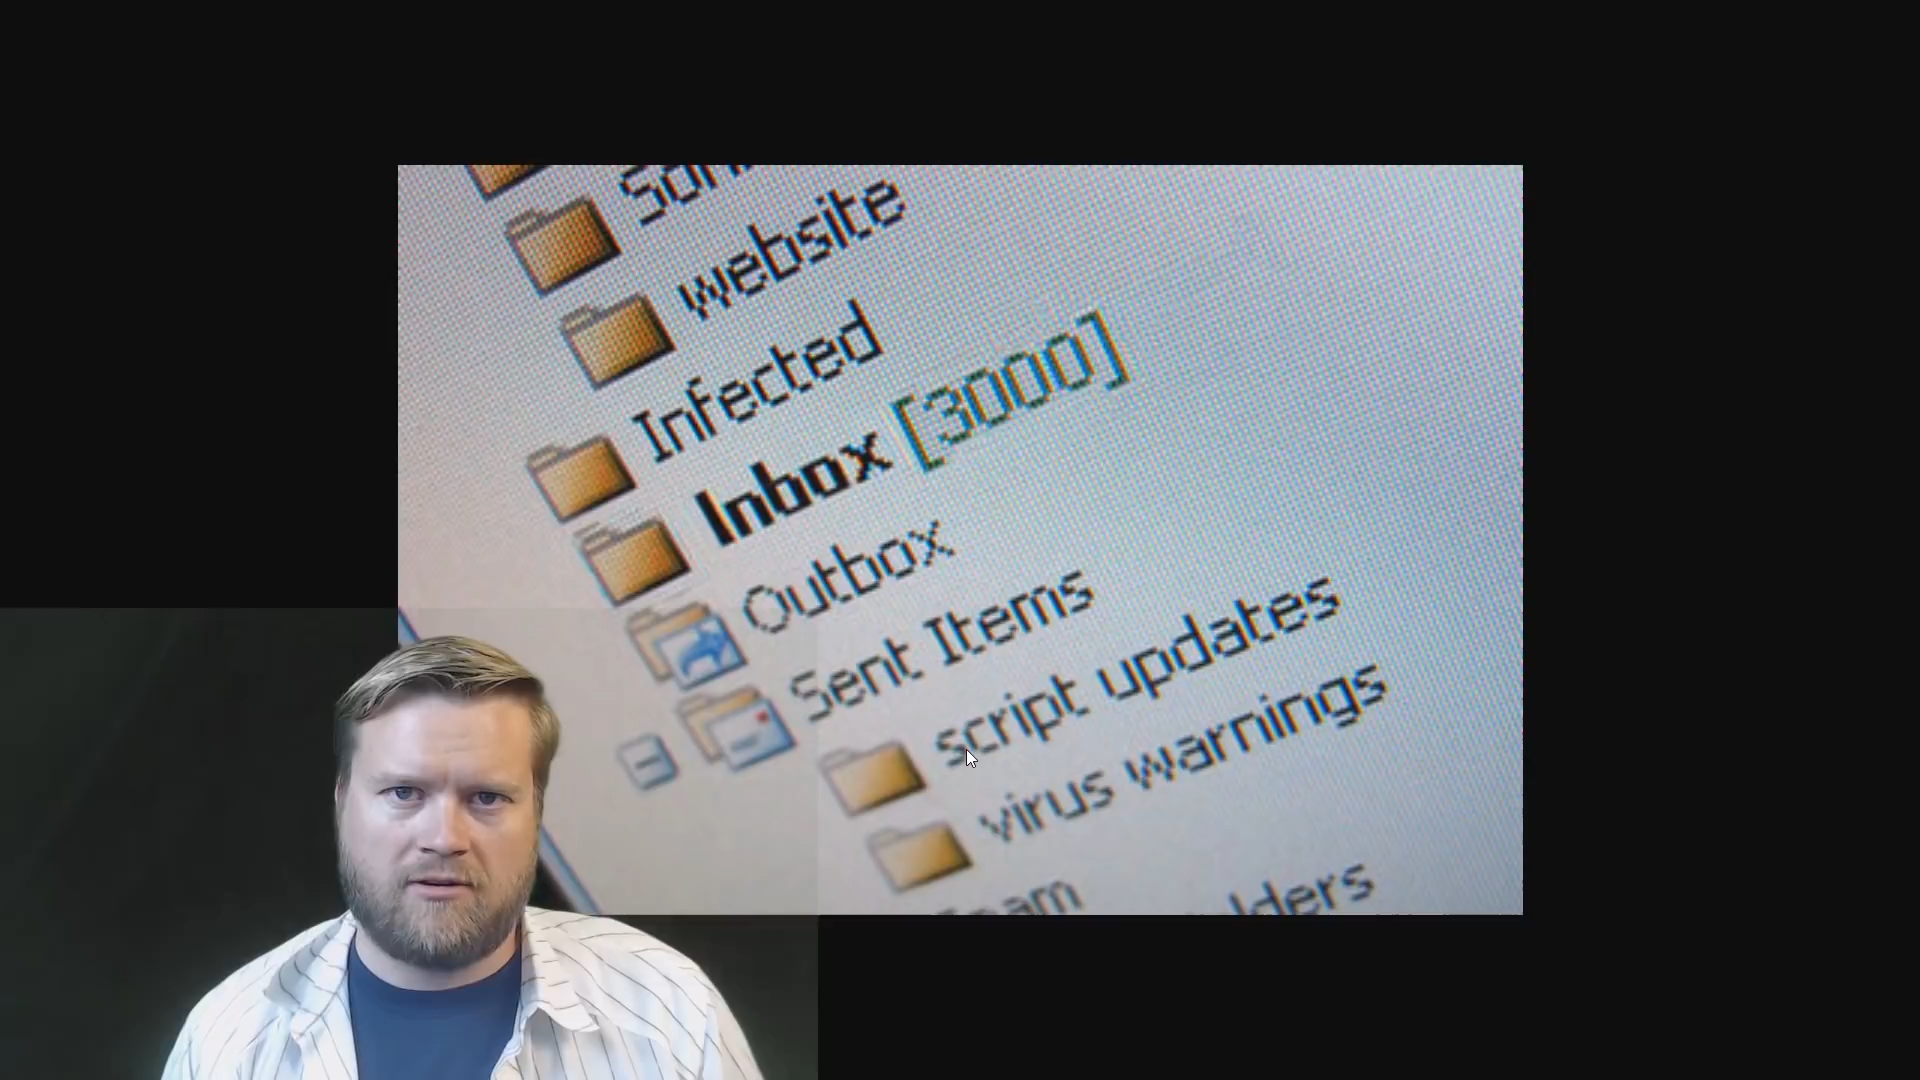 website
Infected
Inbox [3000]
Outbox
Sent Items
script updates
virus warnings